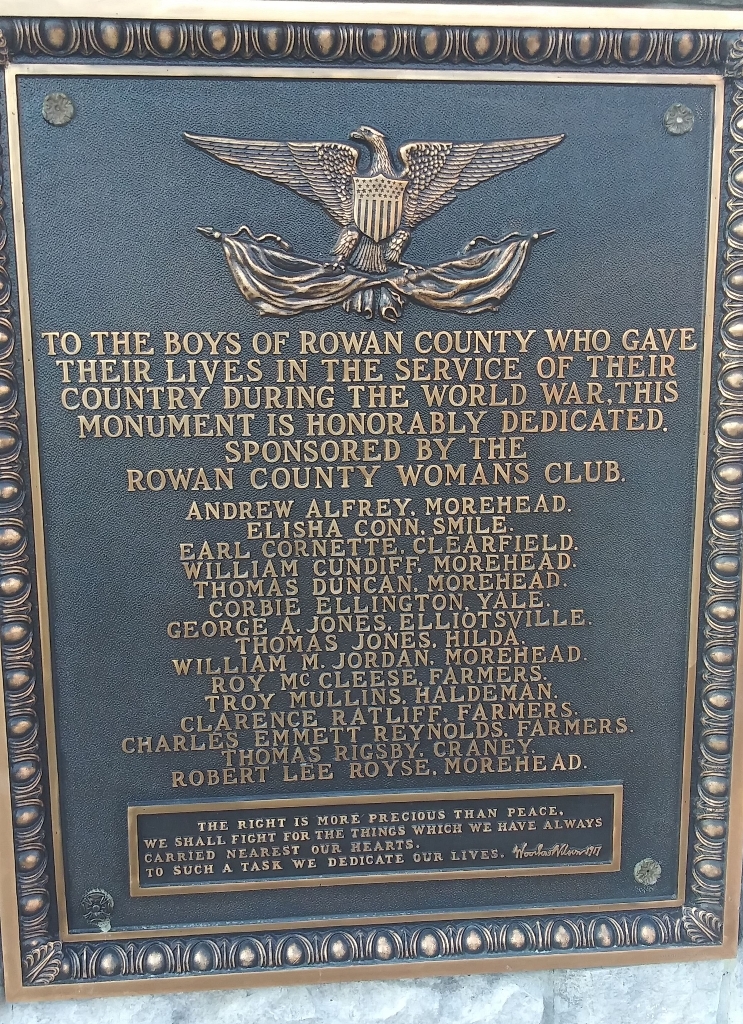 TO THE BOYS OF ROWAN COUNTY WHO GAVE
THEIR LIVES IN THE SERVICE OF THEIR
COUNTRY DURING THE WORLD WAR, THIS
MONUMENT IS HONORABLY DEDICATED.
SPONSORED BY THE
ROWAN COUNTY WOMANS CLUB.
ANDREW ALFREY, MOREHEAD.
ELISHA CONN, SMILE.
EARL CORNETTE, CLEARFIELD.
WILLIAM CUNDIFF, MOREHEAD.
THOMAS DUNCAN, MOREHEAD.
CORBIE ELLINGTON, YALE.
GEORGE A. JONES, ELLIOTSVILLE.
THOMAS JONES, HILDA.
WILLIAM M. JORDAN, MOREHEAD.
ROY MC CLEESE, FARMERS.
TROY MULLINS, HALDEMAN.
CLARENCE RATLIFF, FARMERS.
CHARLES EMMETT REYNOLDS, FARMERS.
THOMAS RIGSBY, CRANEY.
ROBERT LEE ROYSE, MOREHEAD.
THE RIGHT IS MORE PRECIOUS THAN PEACE,
WE SHALL FIGHT FOR THE THINGS WHICH WE HAVE ALWAYS
CARRIED NEAREST OUR HEARTS.
TO SUCH A TASK WE DEDICATE OUR LIVES. Woodrow Wilson 1917